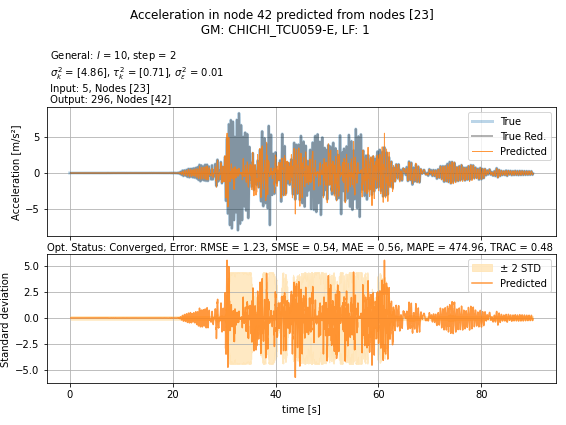 Acceleration in node 42 predicted from nodes [23]
GM: CHICHI_TCU059-E, LF: 1
General: l = 10, step = 2
σ²ₖ = [4.86], τ²ₖ = [0.71], σ²ε = 0.01
Input: 5, Nodes [23]
Output: 296, Nodes [42]
Acceleration [m/s²]
5
0
−5
True
True Red.
Predicted
Opt. Status: Converged, Error: RMSE = 1.23, SMSE = 0.54, MAE = 0.56, MAPE = 474.96, TRAC = 0.48
Standard deviation
5.0
2.5
0.0
−2.5
−5.0
± 2 STD
Predicted
0 20 40 60 80
time [s]